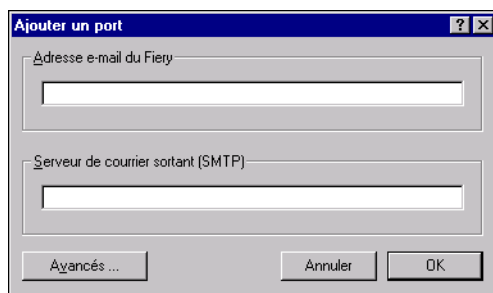 Ajouter un port
Adresse e-mail du Fiery
Serveur de courrier sortant (SMTP)
Avancés ...
Annuler
OK